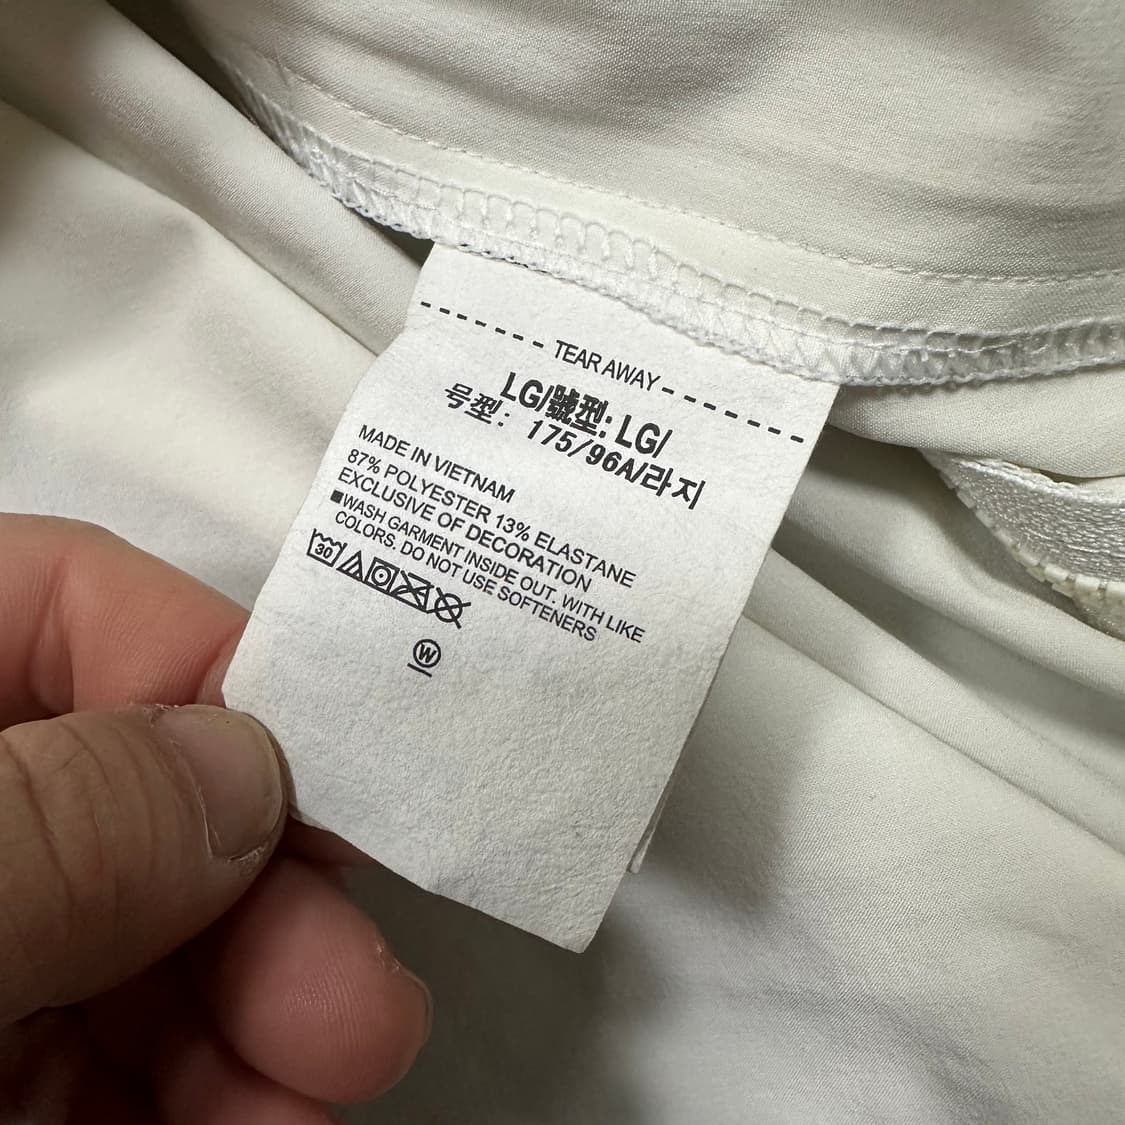 TEAR AWAY
LG/號型: LG/
号型: 175/96A/라지
MADE IN VIETNAM
87% POLYESTER 13% ELASTANE
EXCLUSIVE OF DECORATION
■WASH GARMENT INSIDE OUT. WITH LIKE
COLORS. DO NOT USE SOFTENERS
30
W